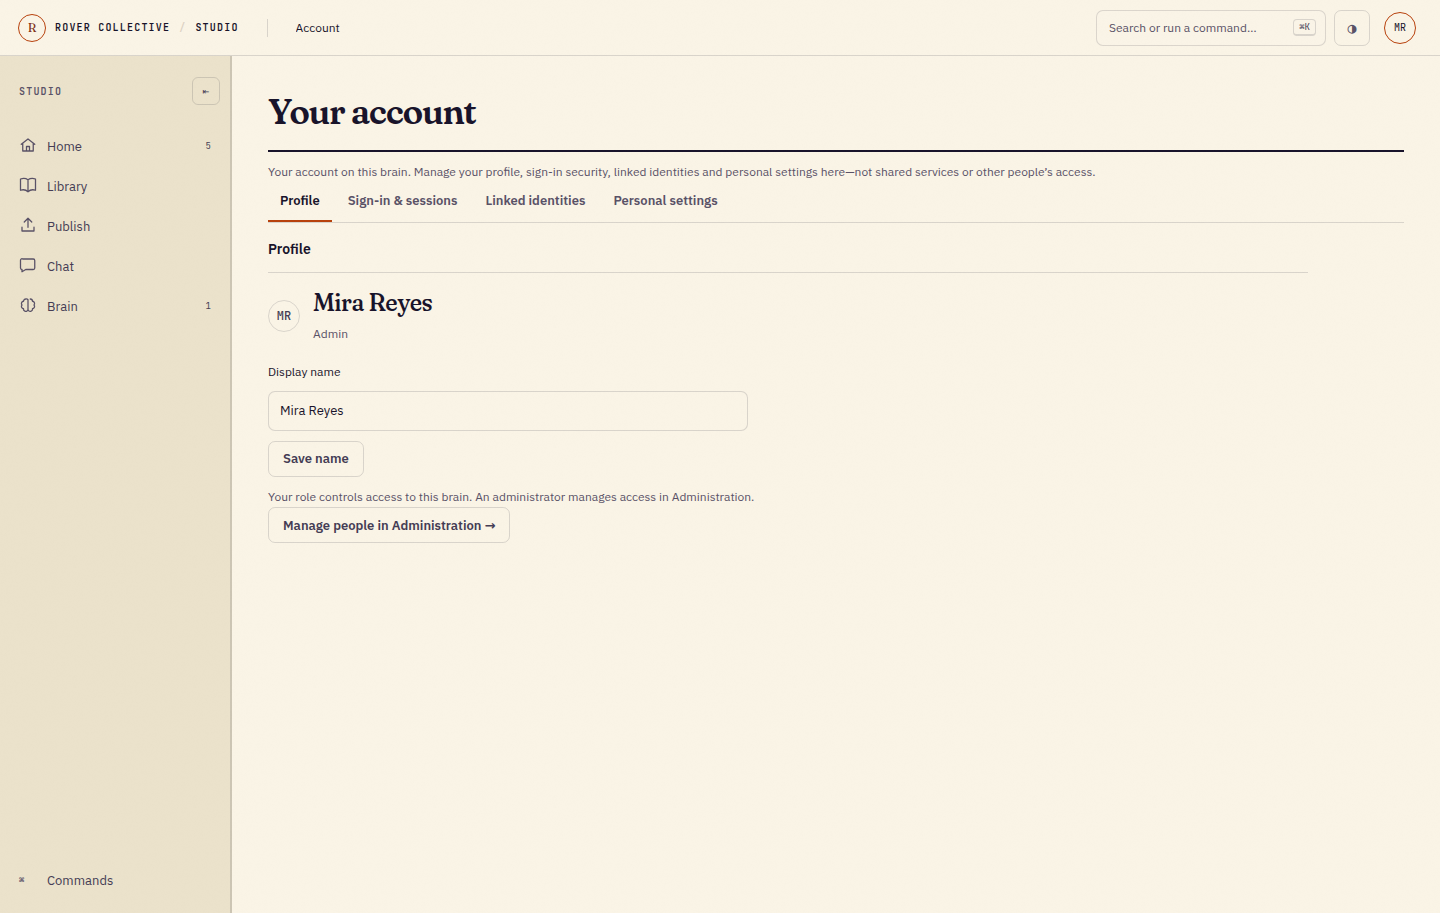 R ROVER COLLECTIVE / STUDIO Account Search or run a command... ⌘K MR
STUDIO
Your account
Home 5
Your account on this brain. Manage your profile, sign-in security, linked identities and personal settings here—not shared services or other people's access.
Library
Profile Sign-in & sessions Linked identities Personal settings
Publish
Profile
Chat
Brain 1
MR Mira Reyes
Admin
Display name
Mira Reyes
Save name
Your role controls access to this brain. An administrator manages access in Administration.
Manage people in Administration →
⌘ Commands